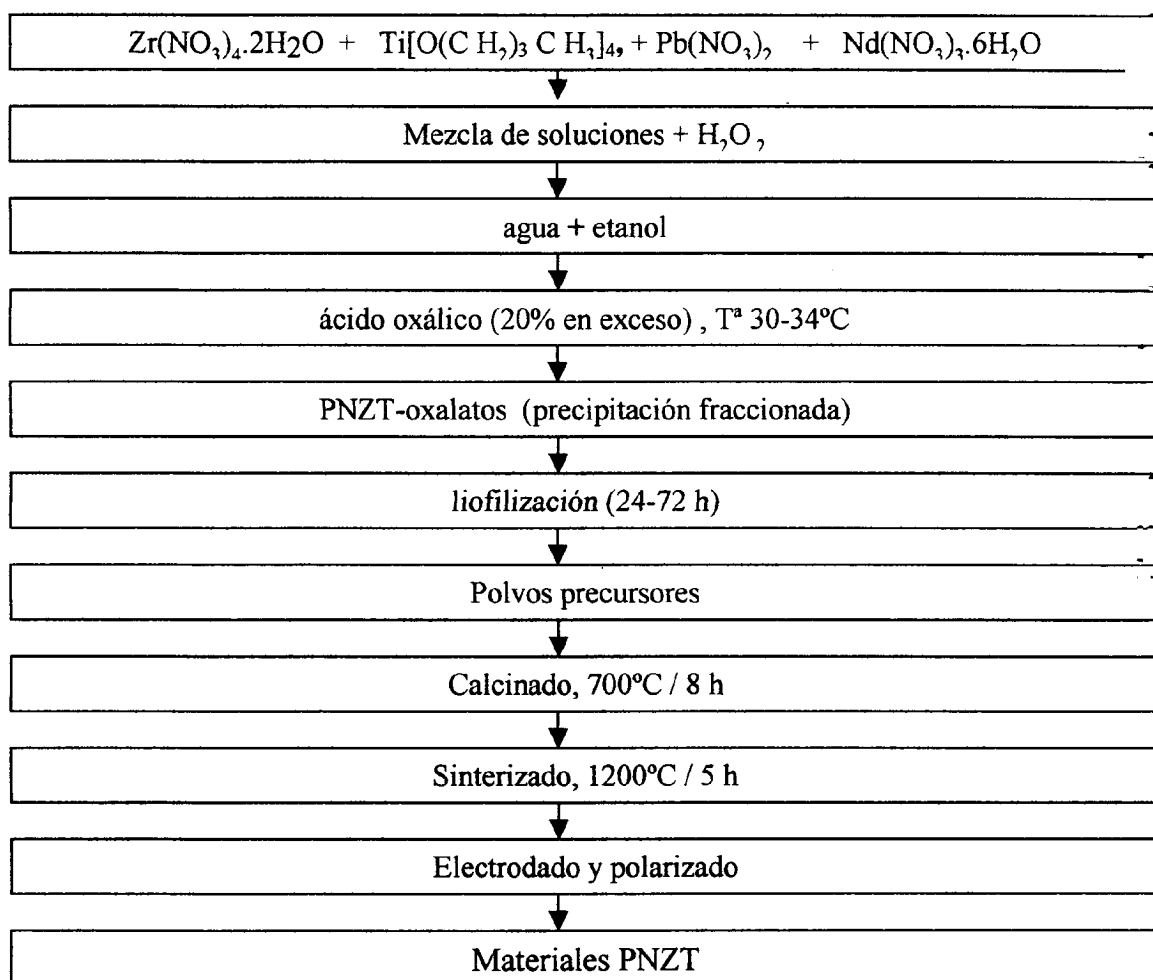 Zr(NO₃)₄.2H2O + Ti[O(C H₂)₃ C H₃]₄, + Pb(NO₃)₂ + Nd(NO₃)₃.6H₂O
Mezcla de soluciones + H₂O₂
agua + etanol
ácido oxálico (20% en exceso) , Tª 30-34ºC
PNZT-oxalatos (precipitación fraccionada)
liofilización (24-72 h)
Polvos precursores
Calcinado, 700ºC / 8 h
Sinterizado, 1200ºC / 5 h
Electrodado y polarizado
Materiales PNZT